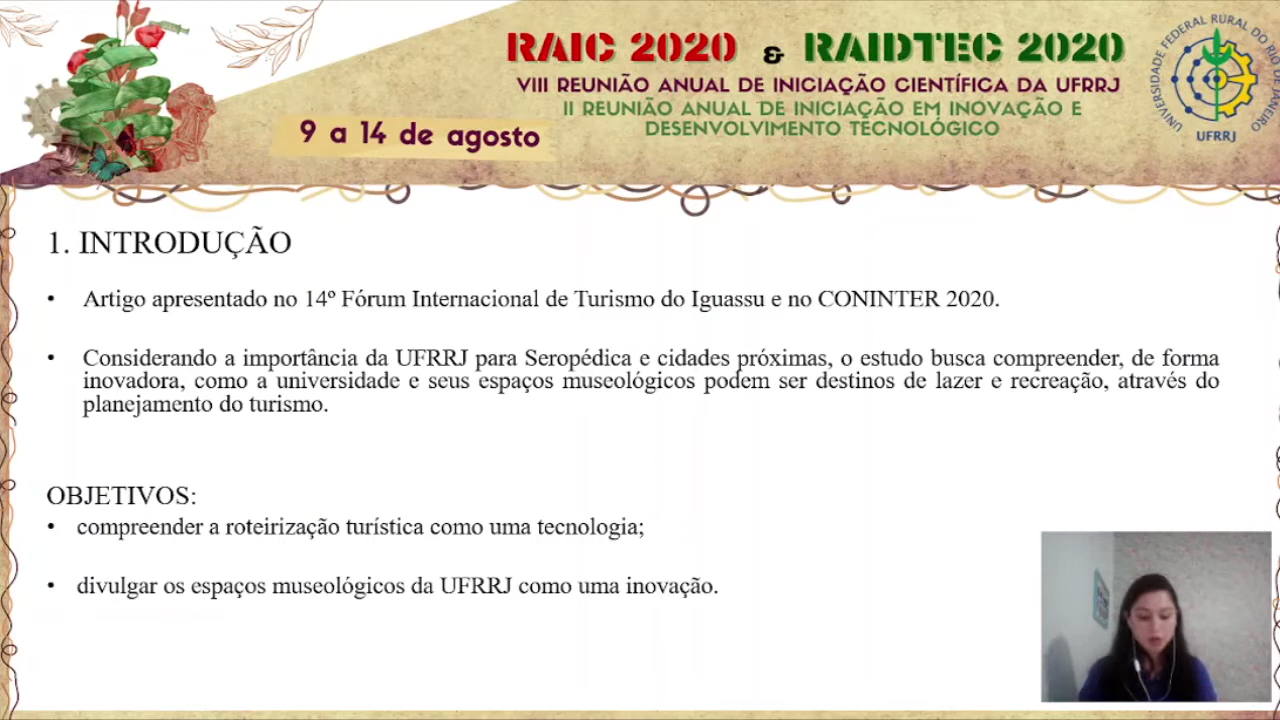 RAIC 2020 & RAIDTEC 2020
VIII REUNIÃO ANUAL DE INICIAÇÃO CIENTÍFICA DA UFRRJ
II REUNIÃO ANUAL DE INICIAÇÃO EM INOVAÇÃO E
DESENVOLVIMENTO TECNOLÓGICO
9 a 14 de agosto
UNIVERSIDADE FEDERAL RURAL DO RIO DE JANEIRO
UFRRJ
1. INTRODUÇÃO
• Artigo apresentado no 14º Fórum Internacional de Turismo do Iguassu e no CONINTER 2020.
• Considerando a importância da UFRRJ para Seropédica e cidades próximas, o estudo busca compreender, de forma
inovadora, como a universidade e seus espaços museológicos podem ser destinos de lazer e recreação, através do
planejamento do turismo.
OBJETIVOS:
• compreender a roteirização turística como uma tecnologia;
• divulgar os espaços museológicos da UFRRJ como uma inovação.